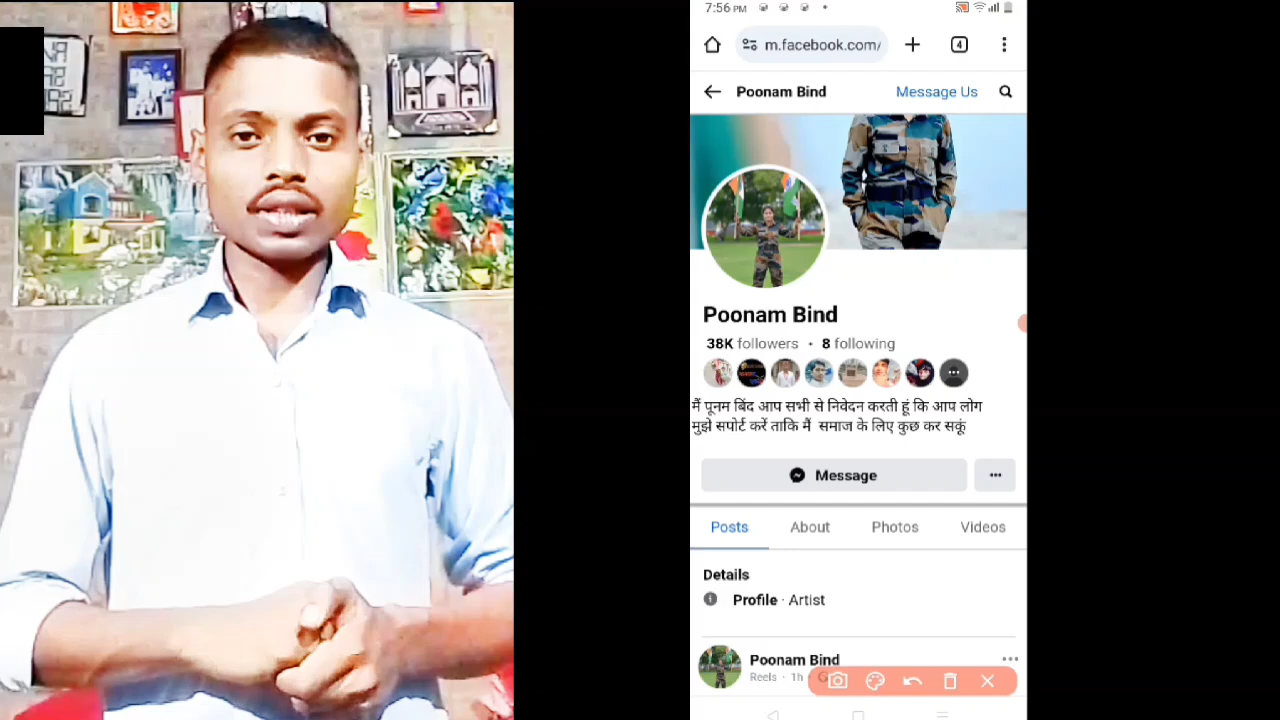 7:56 PM
m.facebook.com/
4
Poonam Bind
Message Us
Poonam Bind
38K followers • 8 following
मैं पूनम बिंद आप सभी से निवेदन करती हूं कि आप लोग
मुझे सपोर्ट करें ताकि मैं समाज के लिए कुछ कर सकूं
Message
Posts About Photos Videos
Details
Profile · Artist
Poonam Bind
Reels · 1h ·